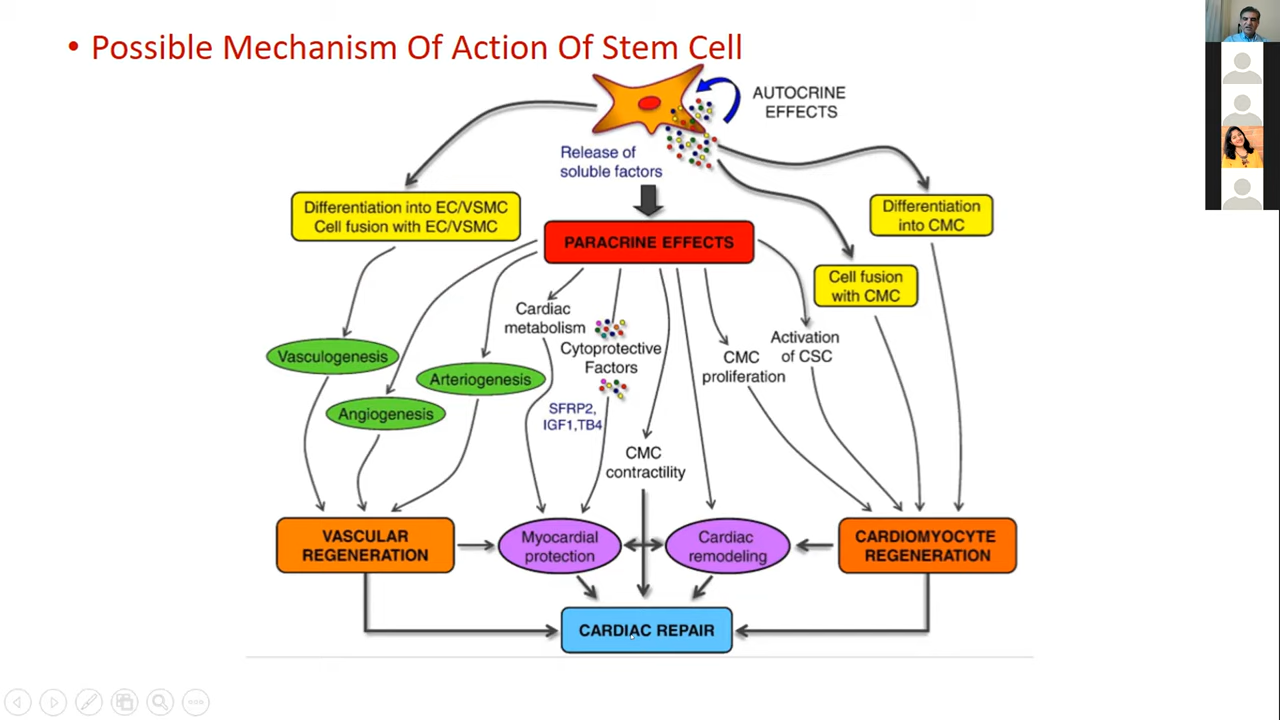 • Possible Mechanism Of Action Of Stem Cell
AUTOCRINE
EFFECTS
Release of
soluble factors
Differentiation into EC/VSMC
Cell fusion with EC/VSMC
PARACRINE EFFECTS
Differentiation
into CMC
Cell fusion
with CMC
Cardiac
metabolism
Cytoprotective
Factors
SFRP2,
IGF1,TB4
CMC
contractility
CMC
proliferation
Activation
of CSC
Vasculogenesis
Angiogenesis
Arteriogenesis
VASCULAR
REGENERATION
Myocardial
protection
Cardiac
remodeling
CARDIOMYOCYTE
REGENERATION
CARDIAC REPAIR